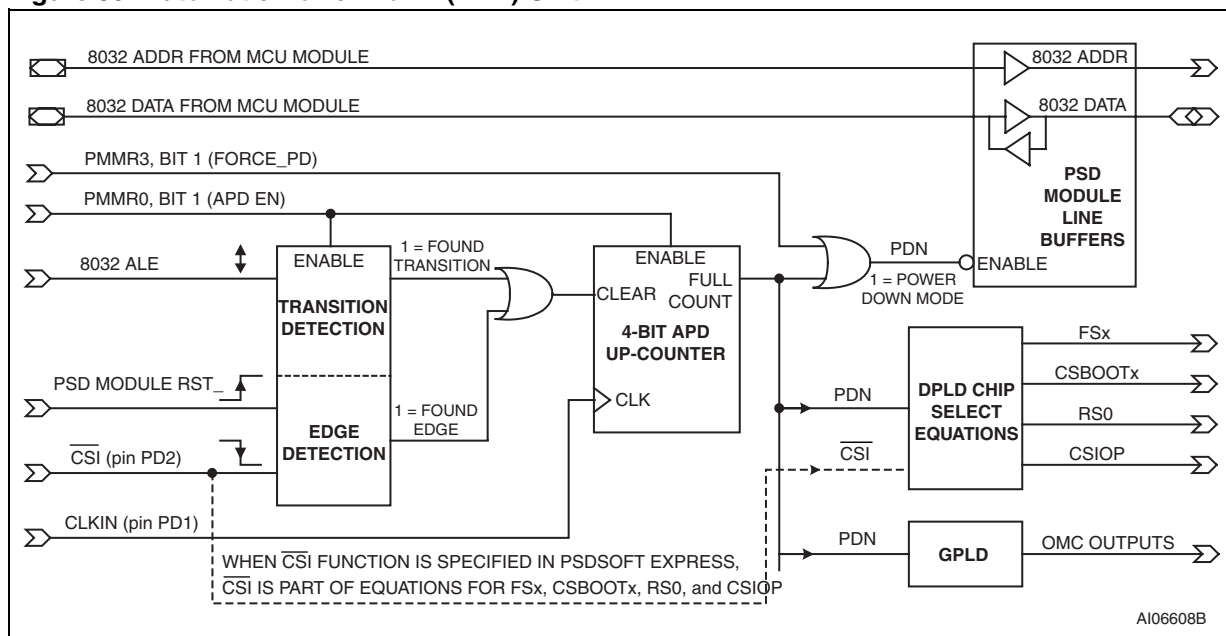 8032 ADDR FROM MCU MODULE
8032 ADDR
8032 DATA FROM MCU MODULE
8032 DATA
PMMR3, BIT 1 (FORCE_PD)
PSD
MODULE
LINE
BUFFERS
PMMR0, BIT 1 (APD EN)
8032 ALE
ENABLE
TRANSITION
DETECTION
1 = FOUND
TRANSITION
ENABLE
FULL
COUNT
CLEAR
4-BIT APD
UP-COUNTER
CLK
PDN
1 = POWER
DOWN MODE
ENABLE
PSD MODULE RST_
EDGE
DETECTION
1 = FOUND
EDGE
CSI (pin PD2)
CLKIN (pin PD1)
PDN
CSI
DPLD CHIP
SELECT
EQUATIONS
FSx
CSBOOTx
RS0
CSIOP
PDN
GPLD
OMC OUTPUTS
WHEN CSI FUNCTION IS SPECIFIED IN PSDSOFT EXPRESS,
CSI IS PART OF EQUATIONS FOR FSx, CSBOOTx, RS0, and CSIOP
AI06608B